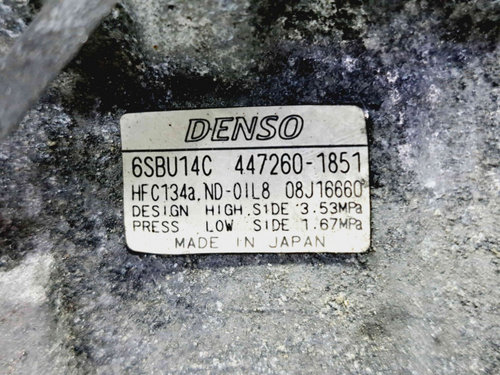 DENSO
6SBU14C 447260-1851
HFC134a, ND-OIL8 08J16660
DESIGN HIGH SIDE 3.53MPa
PRESS LOW SIDE 1.67MPa
MADE IN JAPAN